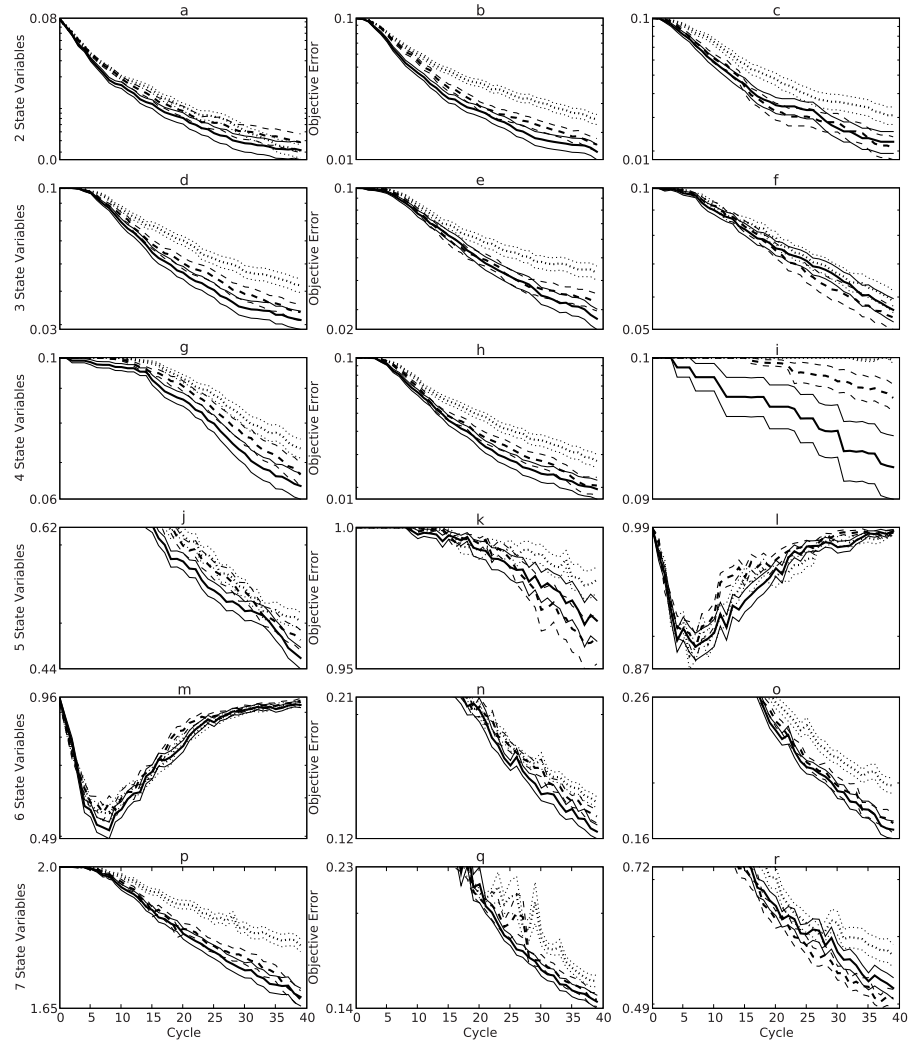 a b c
2 State Variables
0.08
0.0
Objective Error
0.1
0.01
0.1
0.01
d e f
3 State Variables
0.1
0.03
Objective Error
0.1
0.02
0.1
0.05
g h i
4 State Variables
0.1
0.06
Objective Error
0.1
0.01
0.1
0.09
j k l
5 State Variables
0.62
0.44
Objective Error
1.0
0.95
0.99
0.87
m n o
6 State Variables
0.96
0.49
Objective Error
0.21
0.12
0.26
0.16
p q r
7 State Variables
2.0
1.65
Objective Error
0.23
0.14
0.72
0.49
0 5 10 15 20 25 30 35 40
0 5 10 15 20 25 30 35 40
0 5 10 15 20 25 30 35 40
Cycle Cycle Cycle